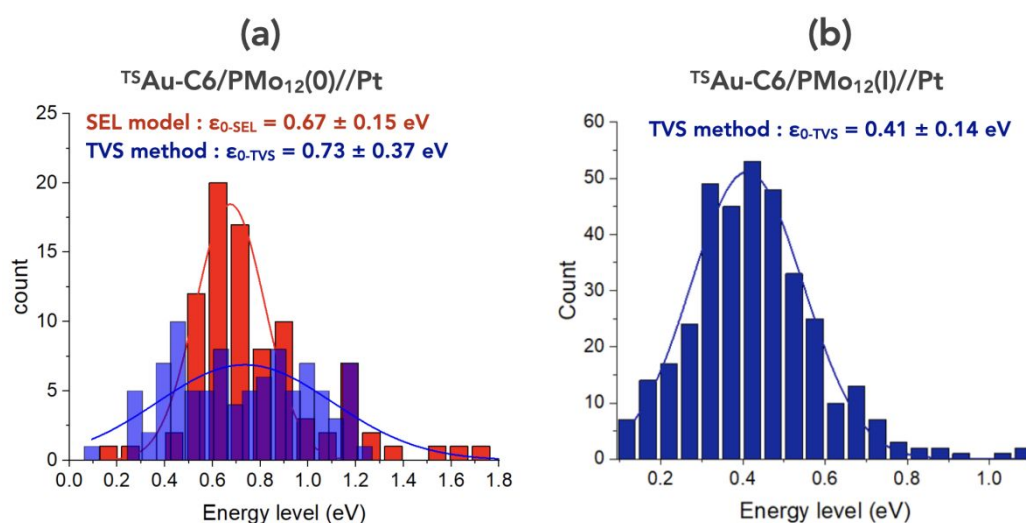 (a)
ᵀˢAu-C6/PMo₁₂(0)//Pt
SEL model : ε₀₋SEL = 0.67 ± 0.15 eV
TVS method : ε₀₋TVS = 0.73 ± 0.37 eV
25
20
15
10
5
0
count
0.0 0.2 0.4 0.6 0.8 1.0 1.2 1.4 1.6 1.8
Energy level (eV)
(b)
ᵀˢAu-C6/PMo₁₂(I)//Pt
TVS method : ε₀₋TVS = 0.41 ± 0.14 eV
60
50
40
30
20
10
0
Count
0.2 0.4 0.6 0.8 1.0
Energy level (eV)